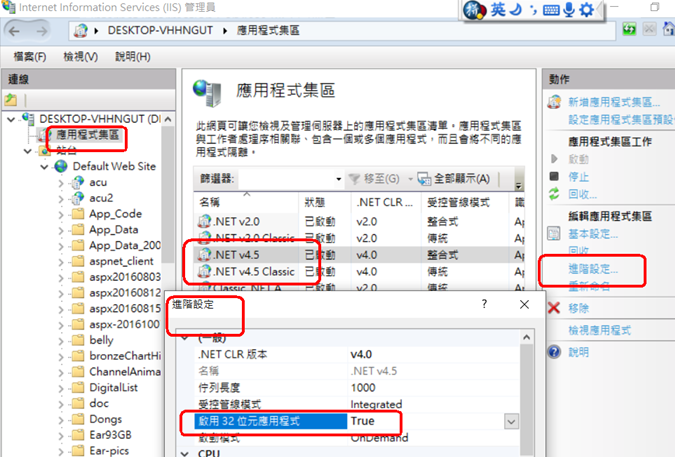 Internet Information Services (IIS) 管理員
英
DESKTOP-VHHNGUT
應用程式集區
檔案(F) 檢視(V) 說明(H)
連線
DESKTOP-VHHNGUT (DI
應用程式集區
站台
Default Web Site
acu
acu2
App_Code
App_Data
App_Data_200
aspnet_client
aspx20160803
aspx20160812
aspx20160815
aspx-2016100
belly
bronzeChartHi
ChannelAnima
DigitalList
doc
Dongs
Ear93GB
Ear-pics
應用程式集區
此網頁可讓您檢視及管理伺服器上的應用程式集區清單。應用程式集區
與工作者處理序相關聯、包含一個或多個應用程式，而且會將不同的應
用程式隔離。
篩選器: 移至(G) 全部顯示(A)
名稱 狀態 .NET CLR ... 受控管線模式 識
.NET v2.0 已啟動 v2.0 整合式 Ap
.NET v2.0 Classic 已啟動 v2.0 傳統 Ap
.NET v4.5 已啟動 v4.0 整合式 Ap
.NET v4.5 Classic 已啟動 v4.0 傳統 Ap
Classic .NET A 已啟動 v2.0 傳統 Ap
進階設定 ?
(一般)
.NET CLR 版本 v4.0
名稱 .NET v4.5
佇列長度 1000
受控管線模式 Integrated
啟用 32 位元應用程式 True
啟動模式 OnDemand
CPU
動作
新增應用程式集區...
設定應用程式集區預設
應用程式集區工作
啟動
停止
回收...
編輯應用程式集區
基本設定...
回收...
進階設定...
重新命名
移除
檢視應用程式
說明